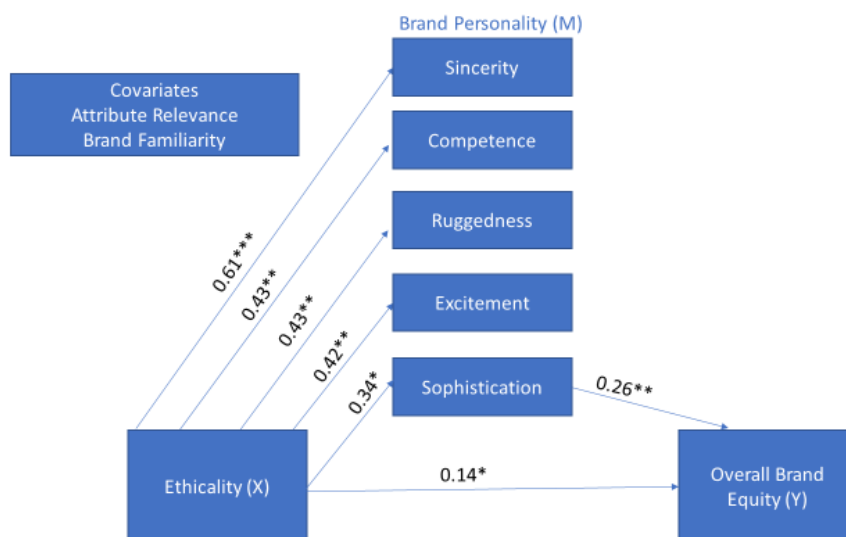 Brand Personality (M)
Sincerity
Covariates
Attribute Relevance
Brand Familiarity
Competence
Ruggedness
Excitement
Sophistication
0.61***
0.43**
0.43**
0.42**
0.34*
0.26**
Ethicality (X)
0.14*
Overall Brand
Equity (Y)